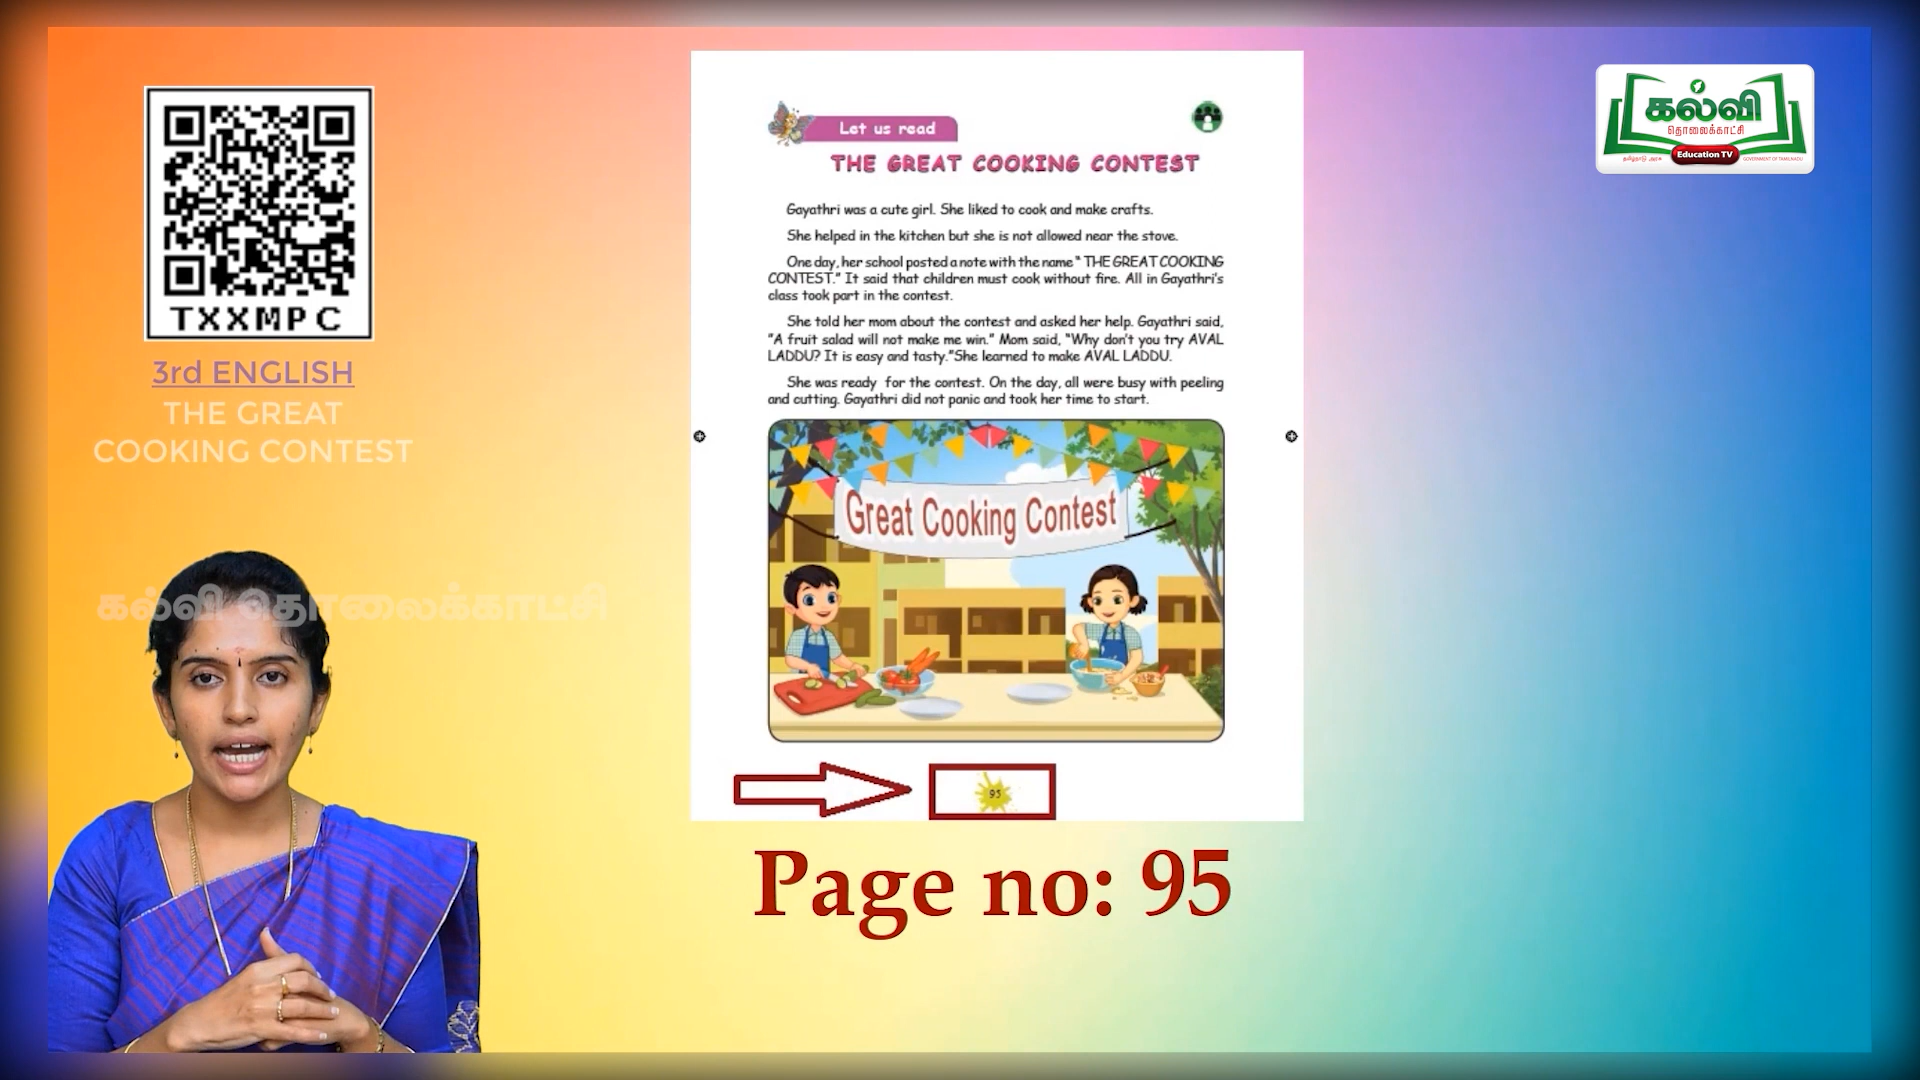 TXXMPC
3rd ENGLISH
THE GREAT
COOKING CONTEST
கல்வி தொலைக்காட்சி
Let us read
THE GREAT COOKING CONTEST
Gayathri was a cute girl. She liked to cook and make crafts.
She helped in the kitchen but she is not allowed near the stove.
One day, her school posted a note with the name “ THE GREAT COOKING
CONTEST.” It said that children must cook without fire. All in Gayathri's
class took part in the contest.
She told her mom about the contest and asked her help. Gayathri said,
"A fruit salad will not make me win." Mom said, “Why don't you try AVAL
LADDU? It is easy and tasty.”She learned to make AVAL LADDU.
She was ready for the contest. On the day, all were busy with peeling
and cutting. Gayathri did not panic and took her time to start.
Great Cooking Contest
95
Page no: 95
கல்வி
தொலைக்காட்சி
தமிழ்நாடு அரசு
Education TV
GOVERNMENT OF TAMILNADU